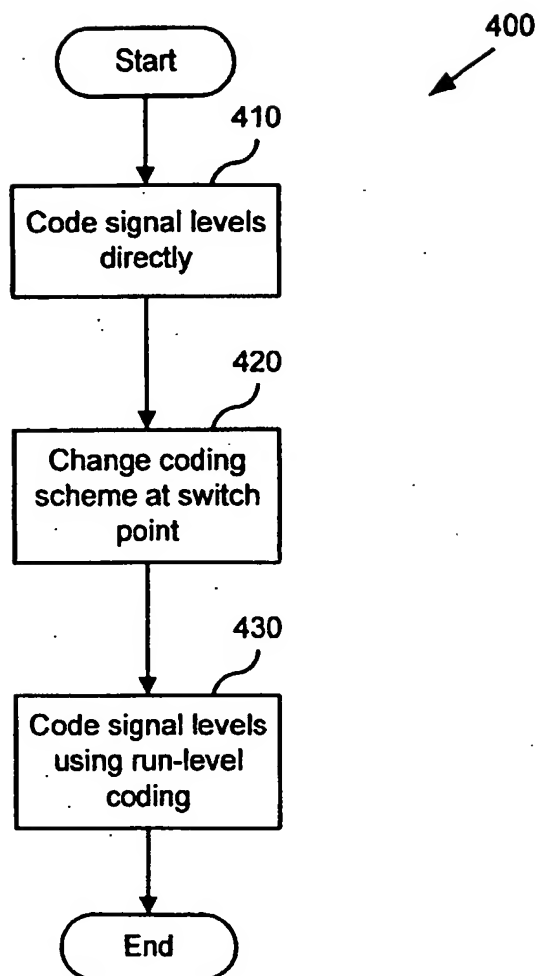 400
Start
410
Code signal levels
directly
420
Change coding
scheme at switch
point
430
Code signal levels
using run-level
coding
End